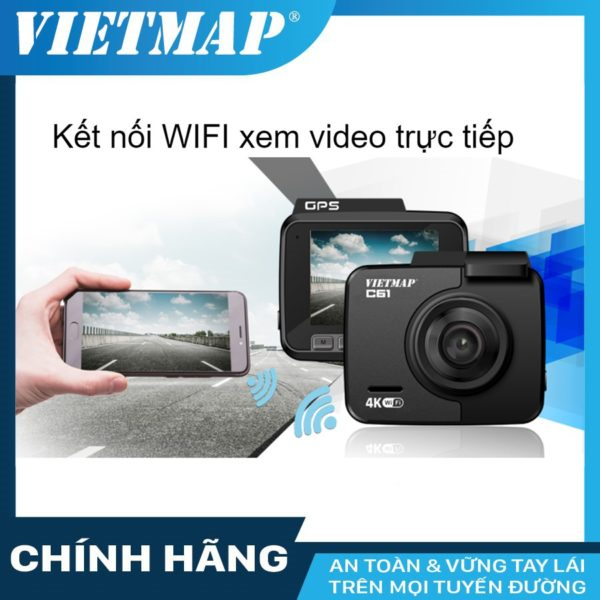 VIETMAP®
Kết nối WIFI xem video trực tiếp
GPS
M
VIETMAP
C61
4K WiFi
CHÍNH HÃNG
AN TOÀN & VỮNG TAY LÁI
TRÊN MỌI TUYẾN ĐƯỜNG